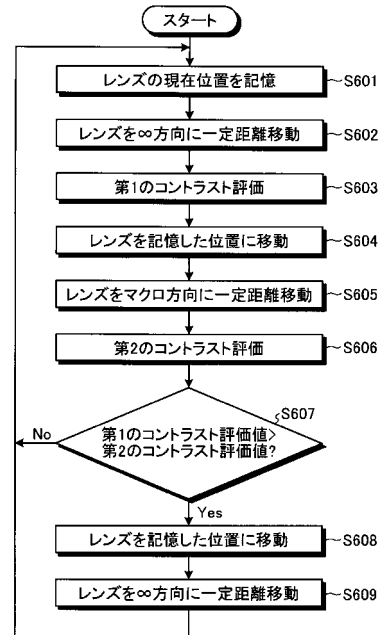 スタート
レンズの現在位置を記憶
S601
レンズを∞方向に一定距離移動
S602
第1のコントラスト評価
S603
レンズを記憶した位置に移動
S604
レンズをマクロ方向に一定距離移動
S605
第2のコントラスト評価
S606
S607
No
第1のコントラスト評価値>
第2のコントラスト評価値?
Yes
レンズを記憶した位置に移動
S608
レンズを∞方向に一定距離移動
S609